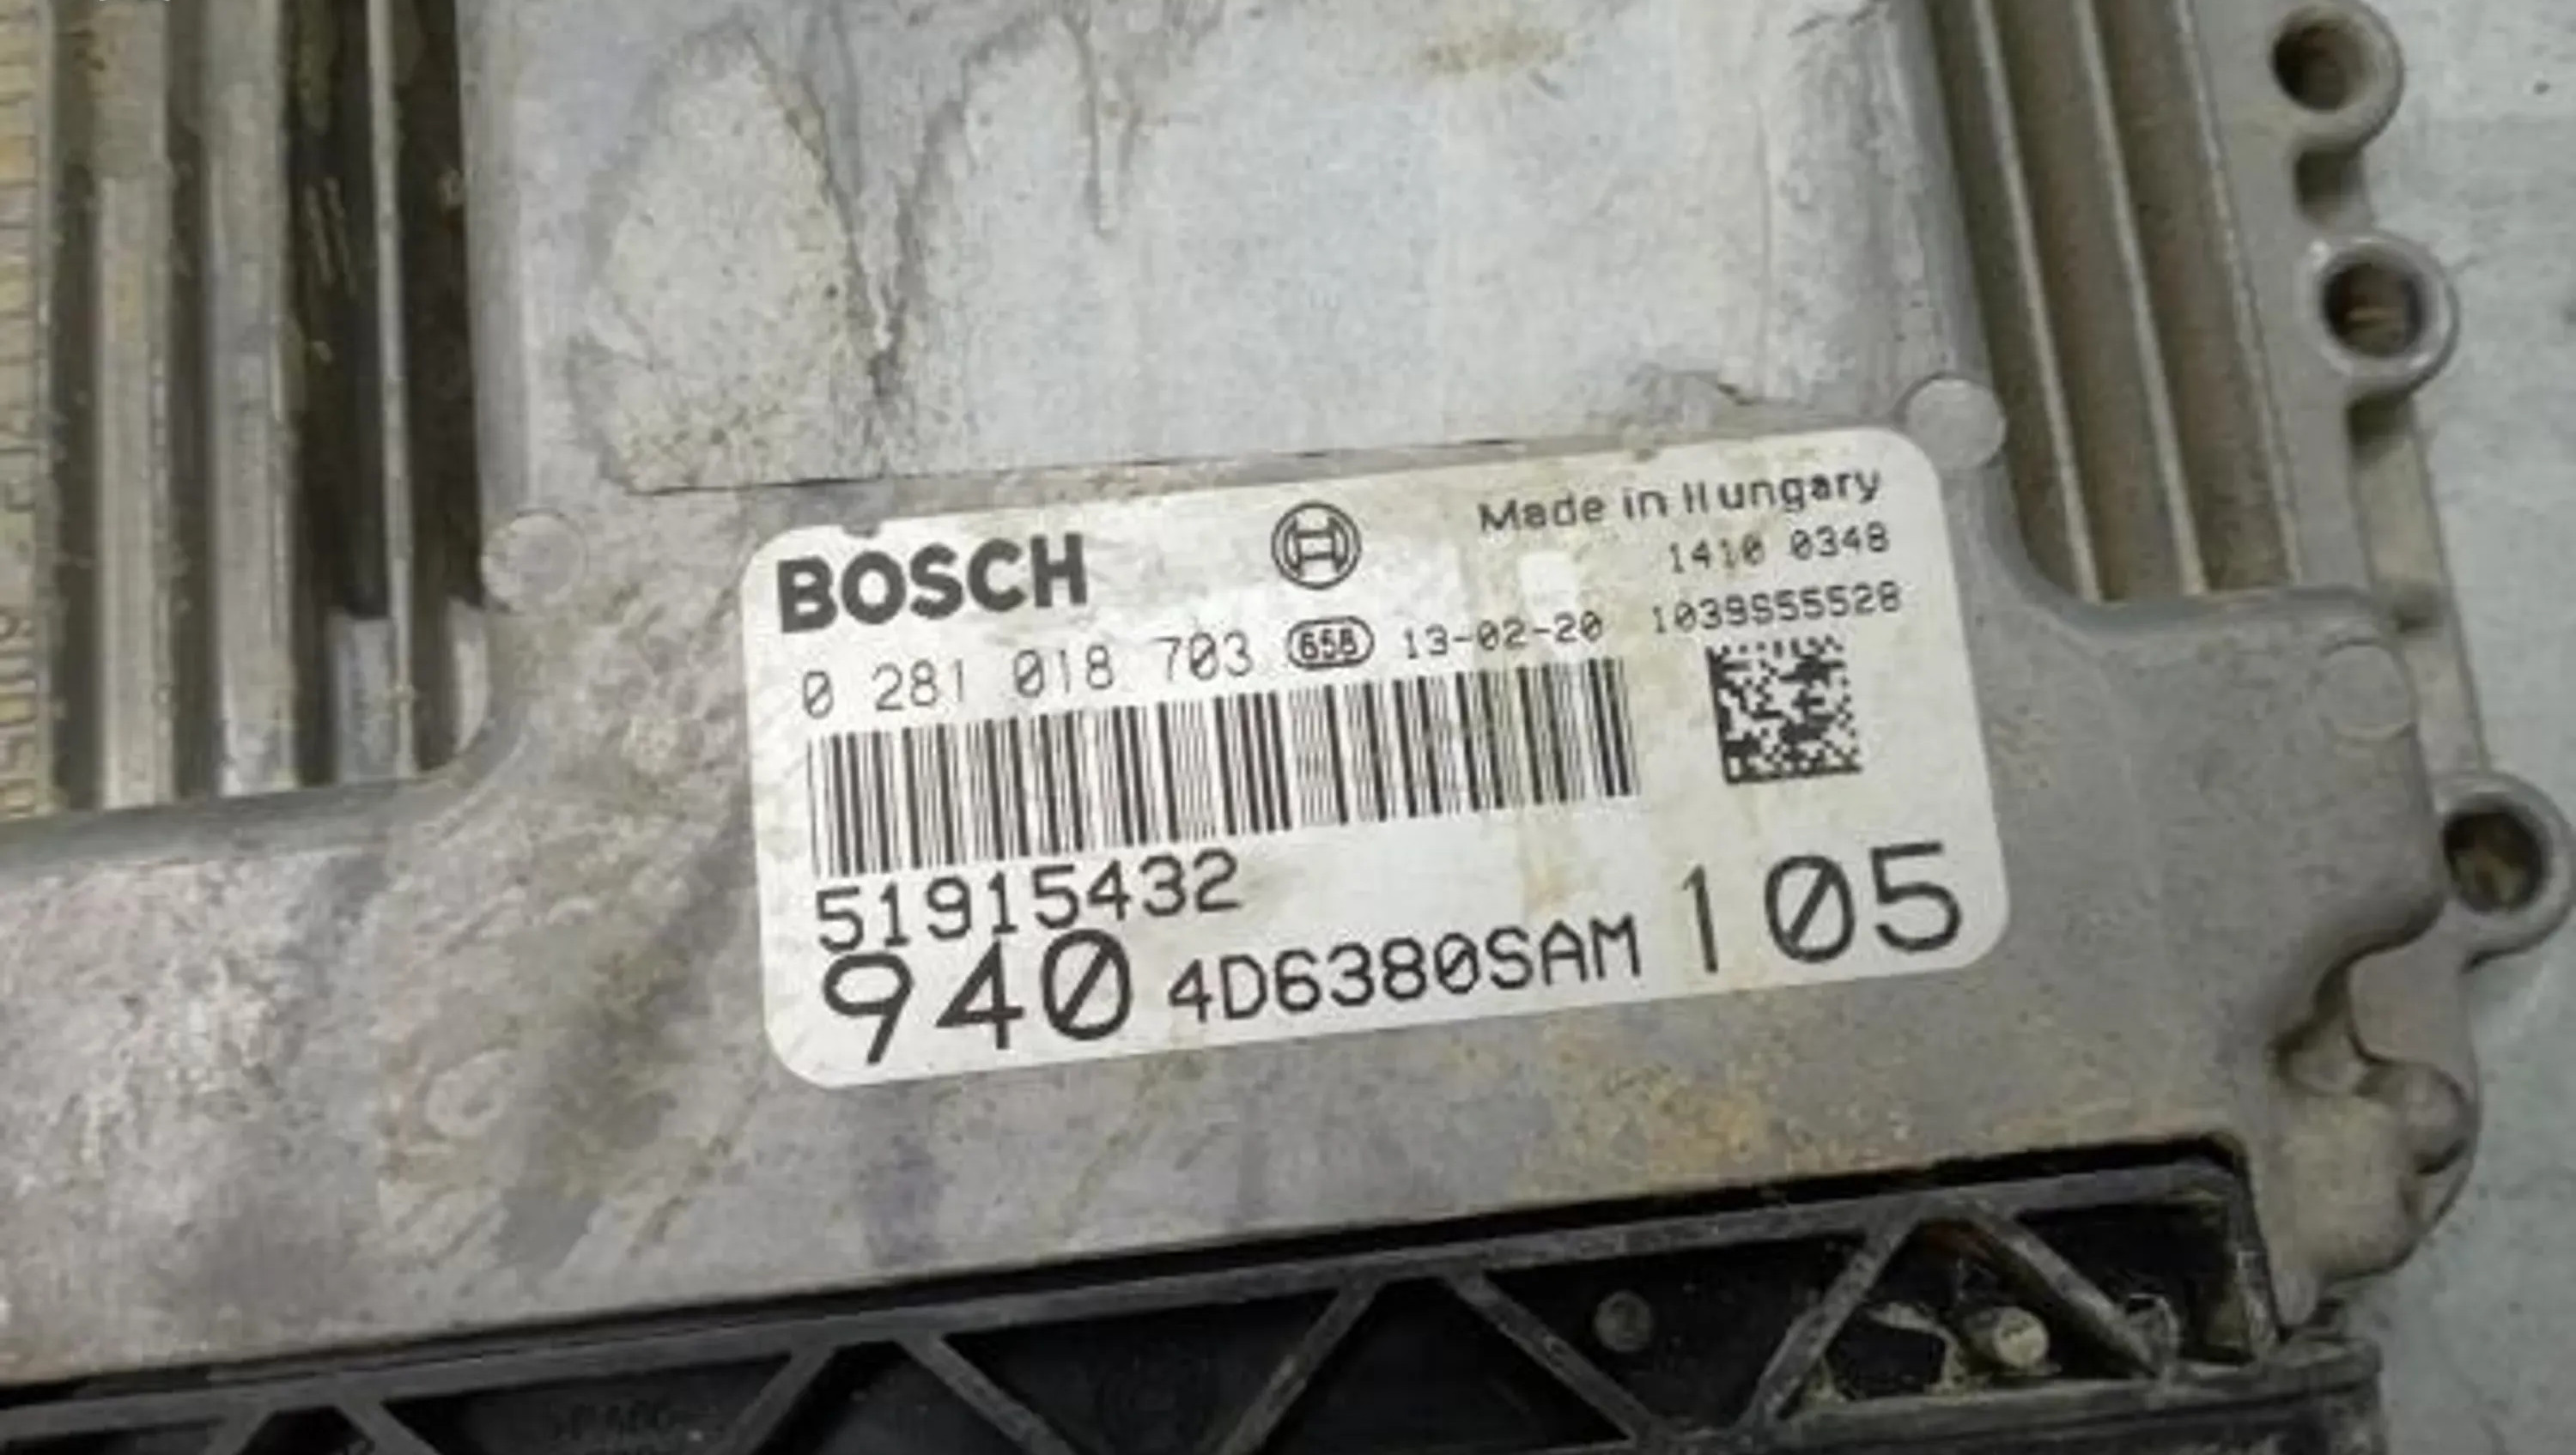 BOSCH
Made in Hungary
1410 0348
0 281 018 703 658 13-02-20 1039S55528
51915432
940 4D6380SAM 105